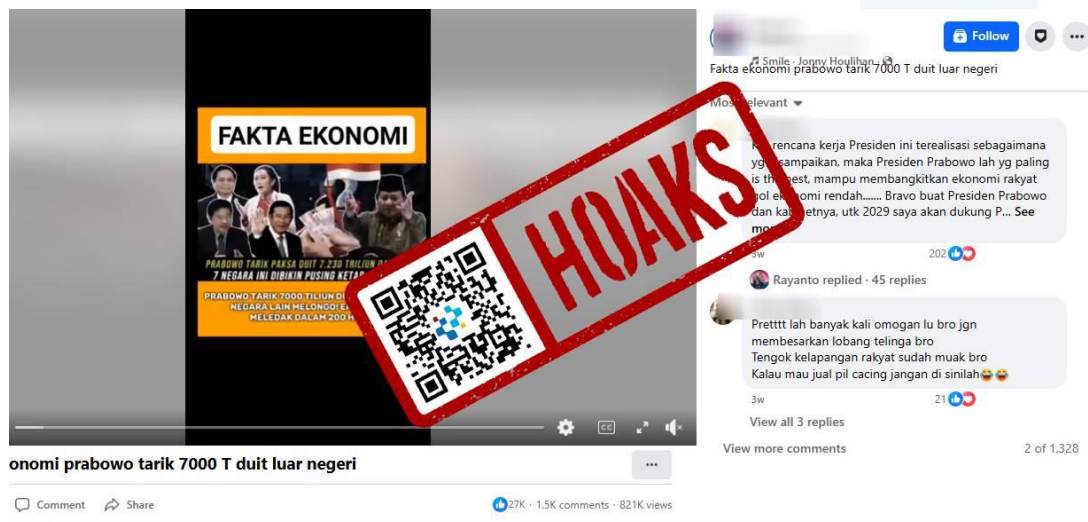 FAKTA EKONOMI
PRABOWO TARIK PAKSA DUIT 7.230 TRILIUN
7 NEGARA INI DIBIKIN PUSING
PRABOWO TARIK 7000 TILIUN
NEGARA LAIN MELONGO!
MELEDAK DALAM 200
HOAKS
onomi prabowo tarik 7000 T duit luar negeri
Comment
Share
27K · 1.5K comments · 821K views
Follow
Smile · Jonny Houlihan
Fakta ekonomi prabowo tarik 7000 T duit luar negeri
relevant
rencana kerja Presiden ini terealisasi sebagaimana
sampaikan, maka Presiden Prabowo lah yg paling
is the best, mampu membangkitkan ekonomi rakyat
gol ekonomi rendah....... Bravo buat Presiden Prabowo
dan kabinetnya, utk 2029 saya akan dukung P... See
3w
202
Rayanto replied · 45 replies
Pretttt lah banyak kali omogan lu bro jgn
membesarkan lobang telinga bro
Tengok kelapangan rakyat sudah muak bro
Kalau mau jual pil cacing jangan di sinilah😂😂
3w
21
View all 3 replies
View more comments
2 of 1,328